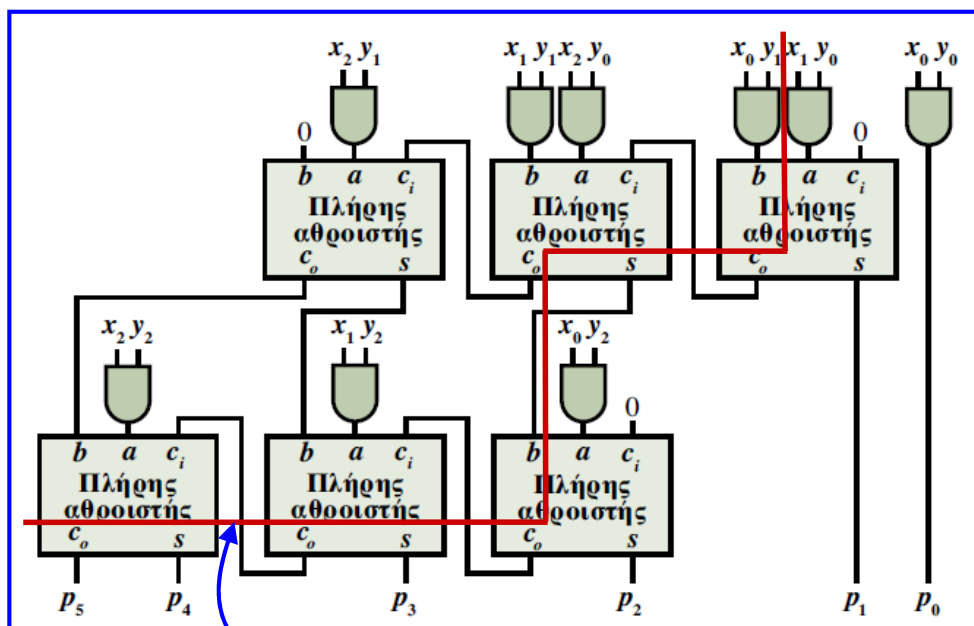 x₂ y₁ x₁ y₁ x₂ y₀ x₀ y₁ x₁ y₀ x₀ y₀
0 0
b a cᵢ b a cᵢ b a cᵢ
Πλήρης Πλήρης Πλήρης
αθροιστής αθροιστής αθροιστής
cₒ s cₒ s cₒ s
x₂ y₂ x₁ y₂ x₀ y₂
0
b a cᵢ b a cᵢ b a cᵢ
Πλήρης Πλήρης Πλήρης
αθροιστής αθροιστής αθροιστής
cₒ s cₒ s cₒ s
p₅ p₄ p₃ p₂ p₁ p₀